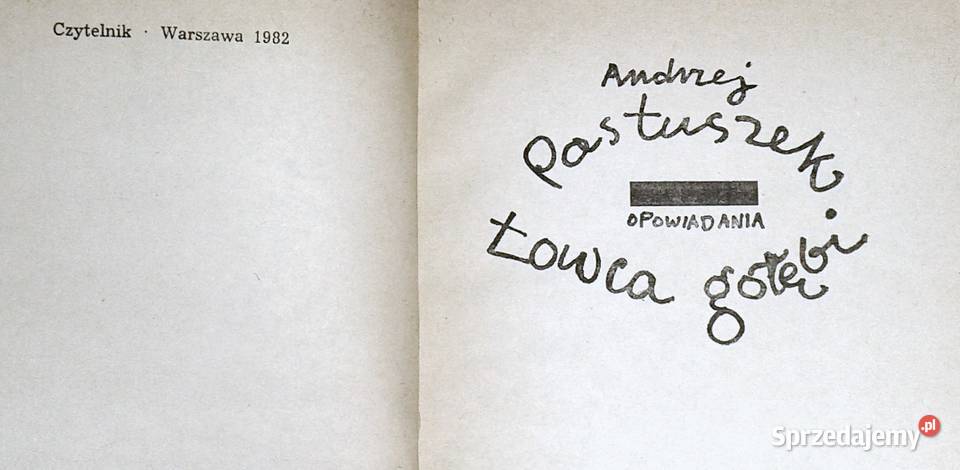 Czytelnik · Warszawa 1982
Andrzej
Pastuszek
OPOWIADANIA
Łowca gołębi
Sprzedajemy.pl